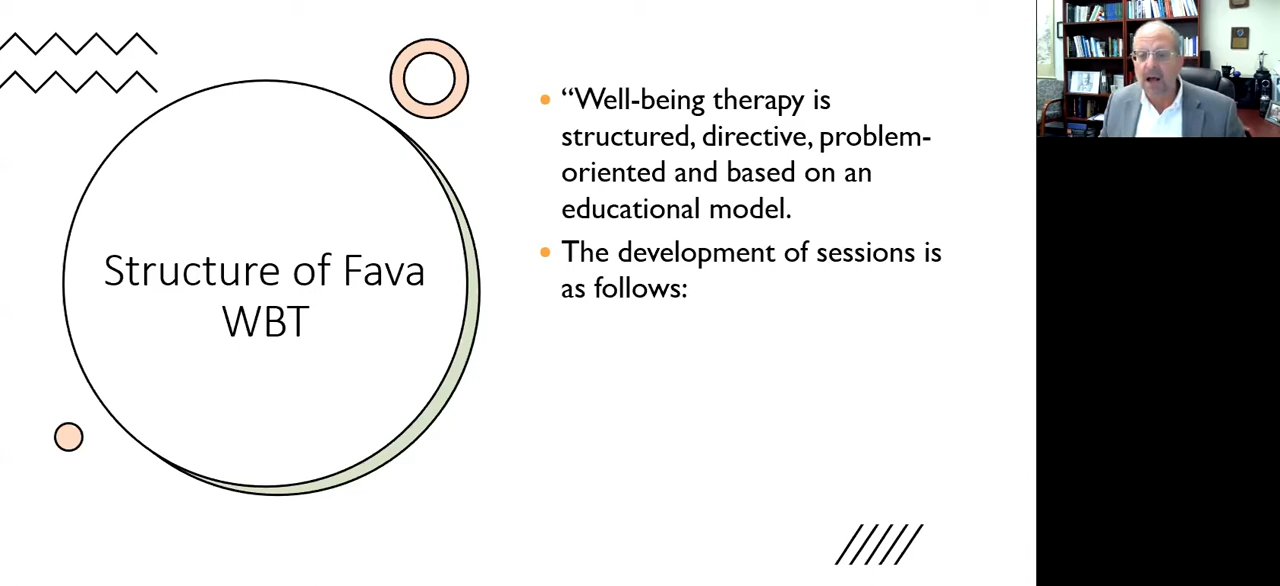 Structure of Fava
WBT
“Well-being therapy is
structured, directive, problem-
oriented and based on an
educational model.
The development of sessions is
as follows: